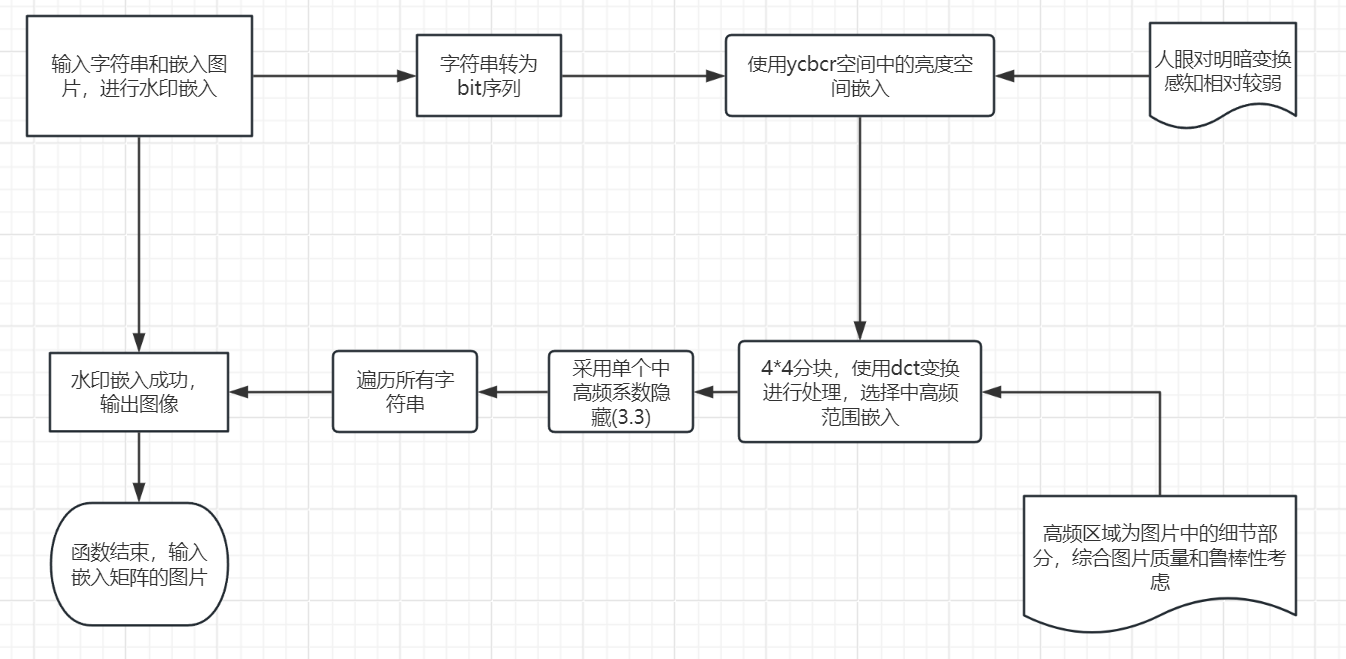 输入字符串和嵌入图
片，进行水印嵌入
字符串转为
bit序列
使用ycbcr空间中的亮度空
间嵌入
人眼对明暗变换
感知相对较弱
水印嵌入成功，
输出图像
遍历所有字
符串
采用单个中
高频系数隐
藏(3.3)
4*4分块，使用dct变换
进行处理，选择中高频
范围嵌入
函数结束，输入
嵌入矩阵的图片
高频区域为图片中的细节部
分，综合图片质量和鲁棒性考
虑